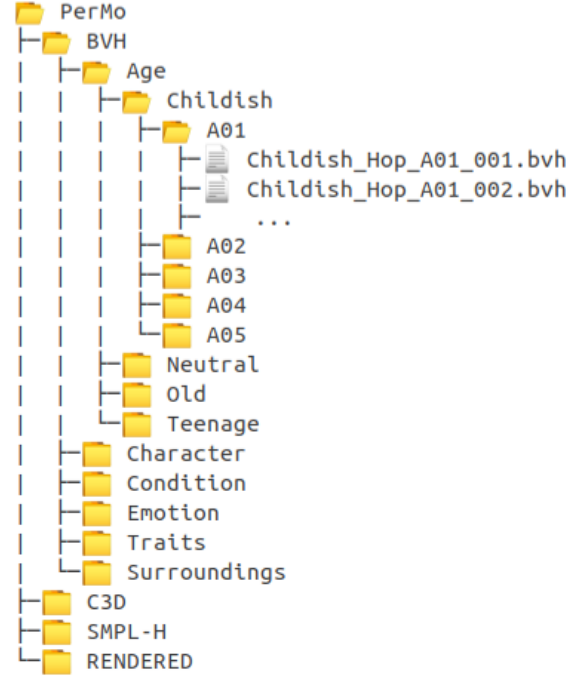 PerMo
BVH
Age
Childish
A01
Childish_Hop_A01_001.bvh
Childish_Hop_A01_002.bvh
...
A02
A03
A04
A05
Neutral
Old
Teenage
Character
Condition
Emotion
Traits
Surroundings
C3D
SMPL-H
RENDERED